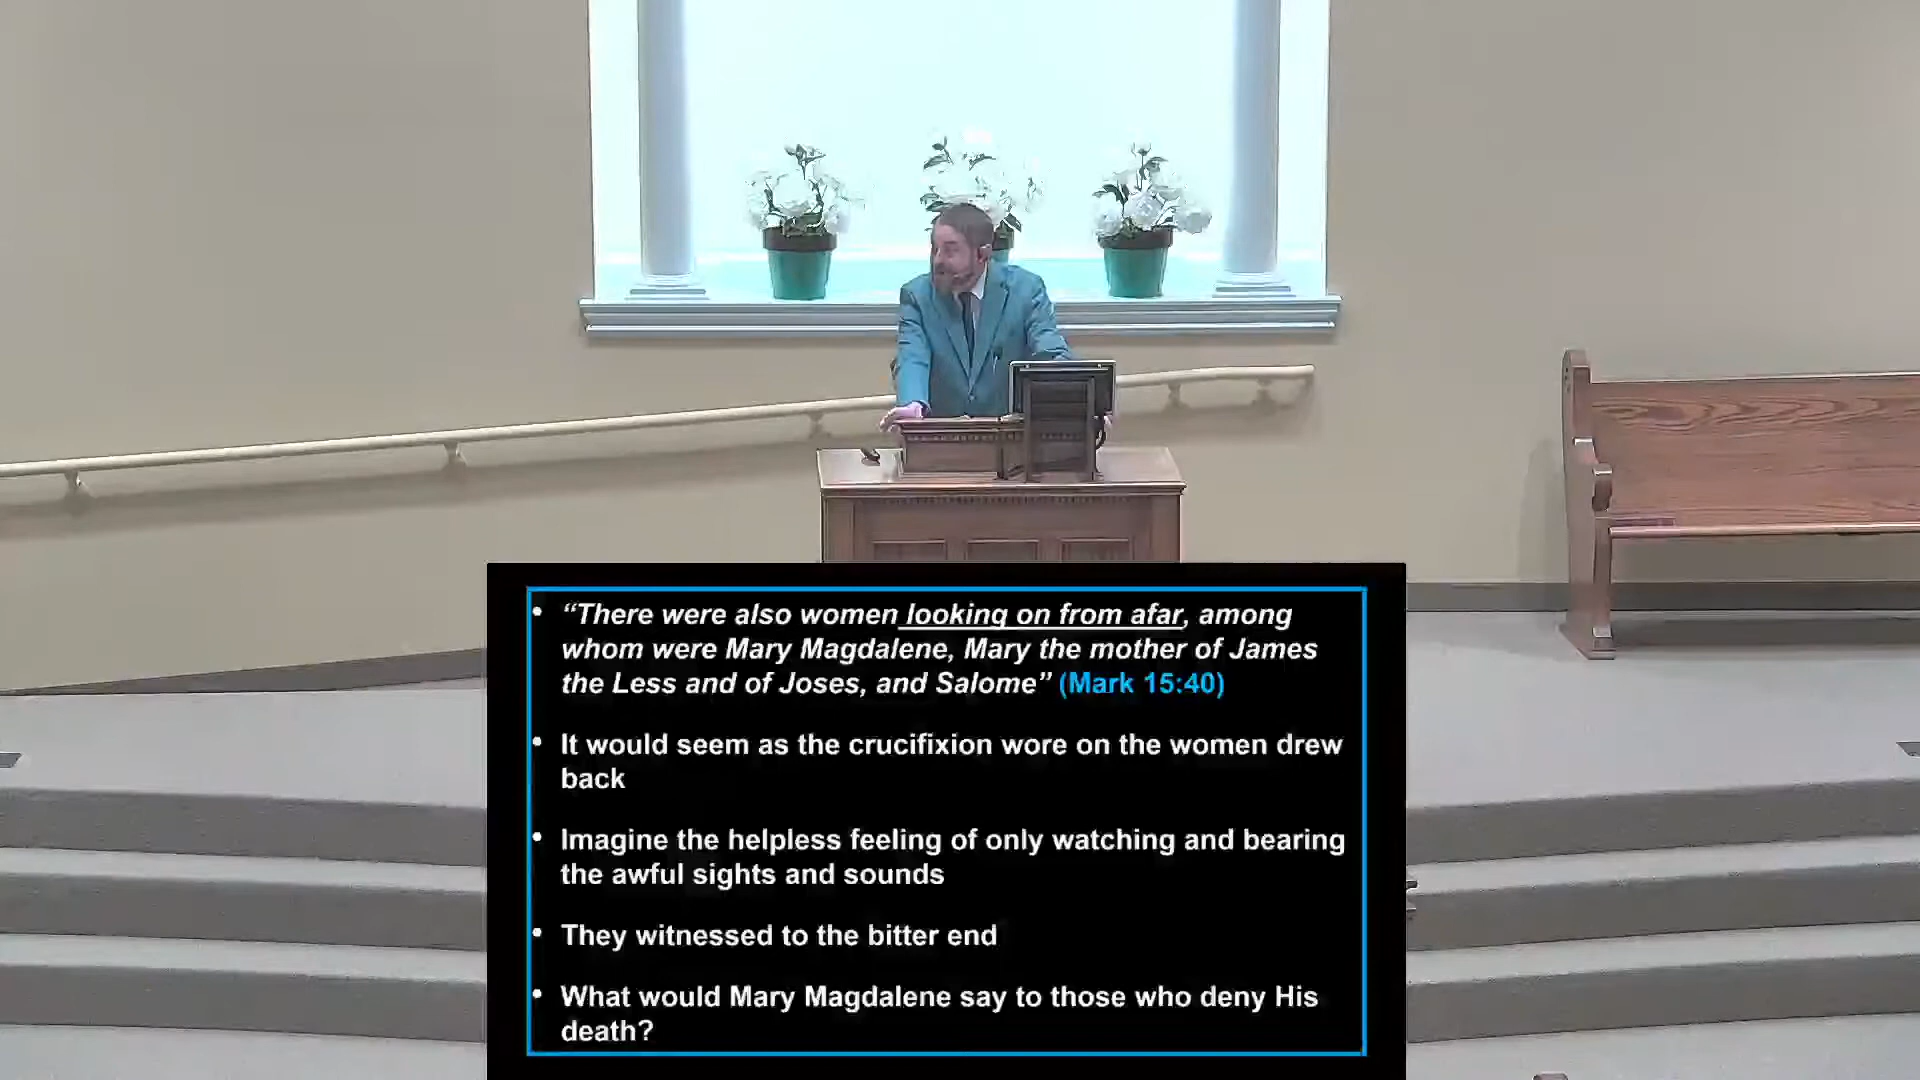 • “There were also women looking on from afar, among
whom were Mary Magdalene, Mary the mother of James
the Less and of Joses, and Salome” (Mark 15:40)
• It would seem as the crucifixion wore on the women drew
back
• Imagine the helpless feeling of only watching and bearing
the awful sights and sounds
• They witnessed to the bitter end
• What would Mary Magdalene say to those who deny His
death?